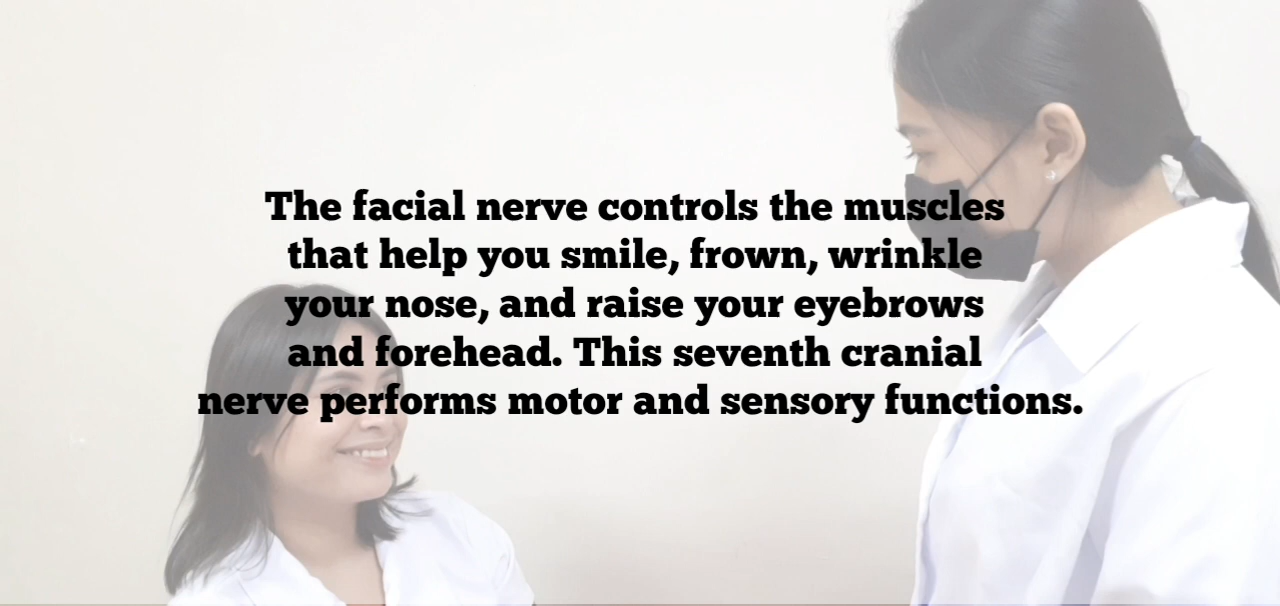 The facial nerve controls the muscles
that help you smile, frown, wrinkle
your nose, and raise your eyebrows
and forehead. This seventh cranial
nerve performs motor and sensory functions.